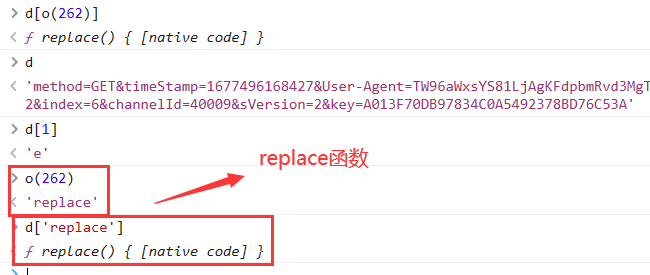 d[o(262)]
ƒ replace() { [native code] }
d
'method=GET&timeStamp=1677496168427&User-Agent=TW96aWxsYS81LjAgKFdpbmRvd3MgT
2&index=6&channelId=40009&sVersion=2&key=A013F70DB97834C0A5492378BD76C53A'
d[1]
'e'
replace函数
o(262)
'replace'
d['replace']
ƒ replace() { [native code] }